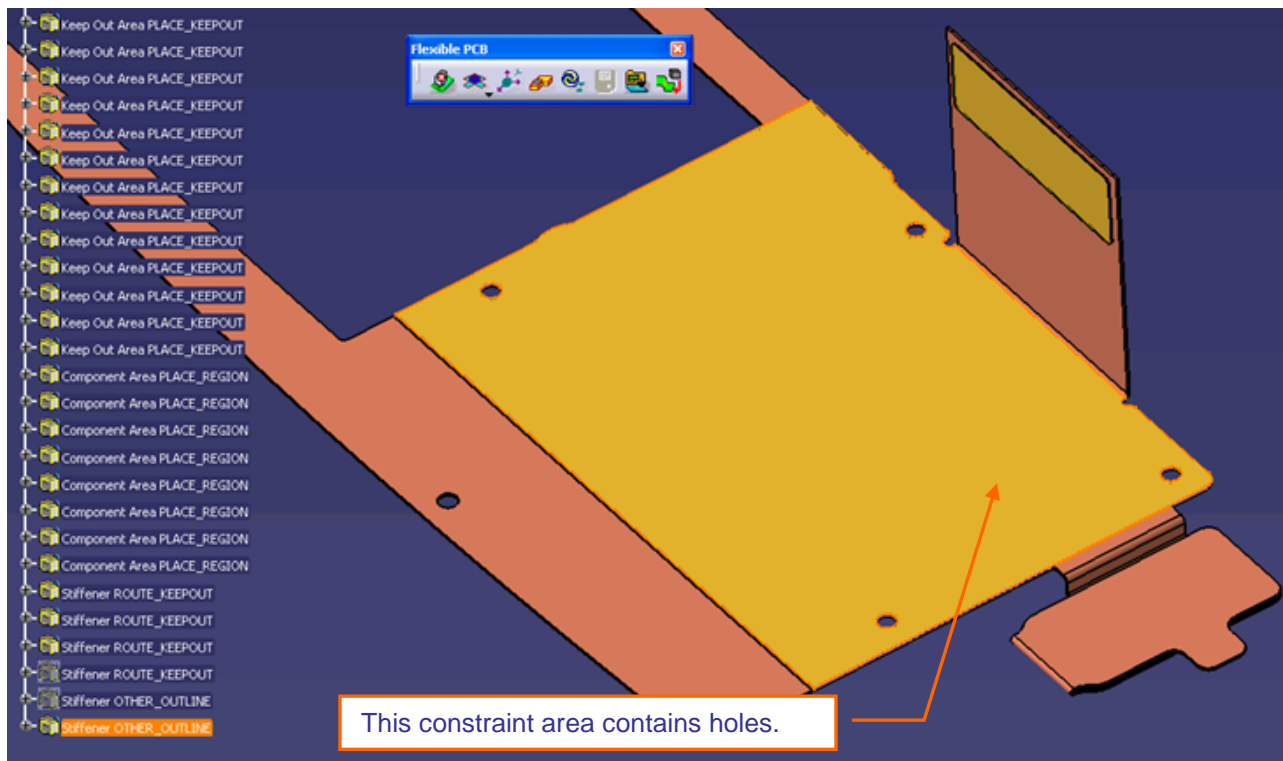 Keep Out Area PLACE_KEEPOUT
Keep Out Area PLACE_KEEPOUT
Keep Out Area PLACE_KEEPOUT
Keep Out Area PLACE_KEEPOUT
Keep Out Area PLACE_KEEPOUT
Keep Out Area PLACE_KEEPOUT
Keep Out Area PLACE_KEEPOUT
Keep Out Area PLACE_KEEPOUT
Keep Out Area PLACE_KEEPOUT
Keep Out Area PLACE_KEEPOUT
Keep Out Area PLACE_KEEPOUT
Keep Out Area PLACE_KEEPOUT
Keep Out Area PLACE_KEEPOUT
Component Area PLACE_REGION
Component Area PLACE_REGION
Component Area PLACE_REGION
Component Area PLACE_REGION
Component Area PLACE_REGION
Component Area PLACE_REGION
Component Area PLACE_REGION
Component Area PLACE_REGION
Stiffener ROUTE_KEEPOUT
Stiffener ROUTE_KEEPOUT
Stiffener ROUTE_KEEPOUT
Stiffener ROUTE_KEEPOUT
Stiffener OTHER_OUTLINE
Stiffener OTHER_OUTLINE
Flexible PCB
This constraint area contains holes.